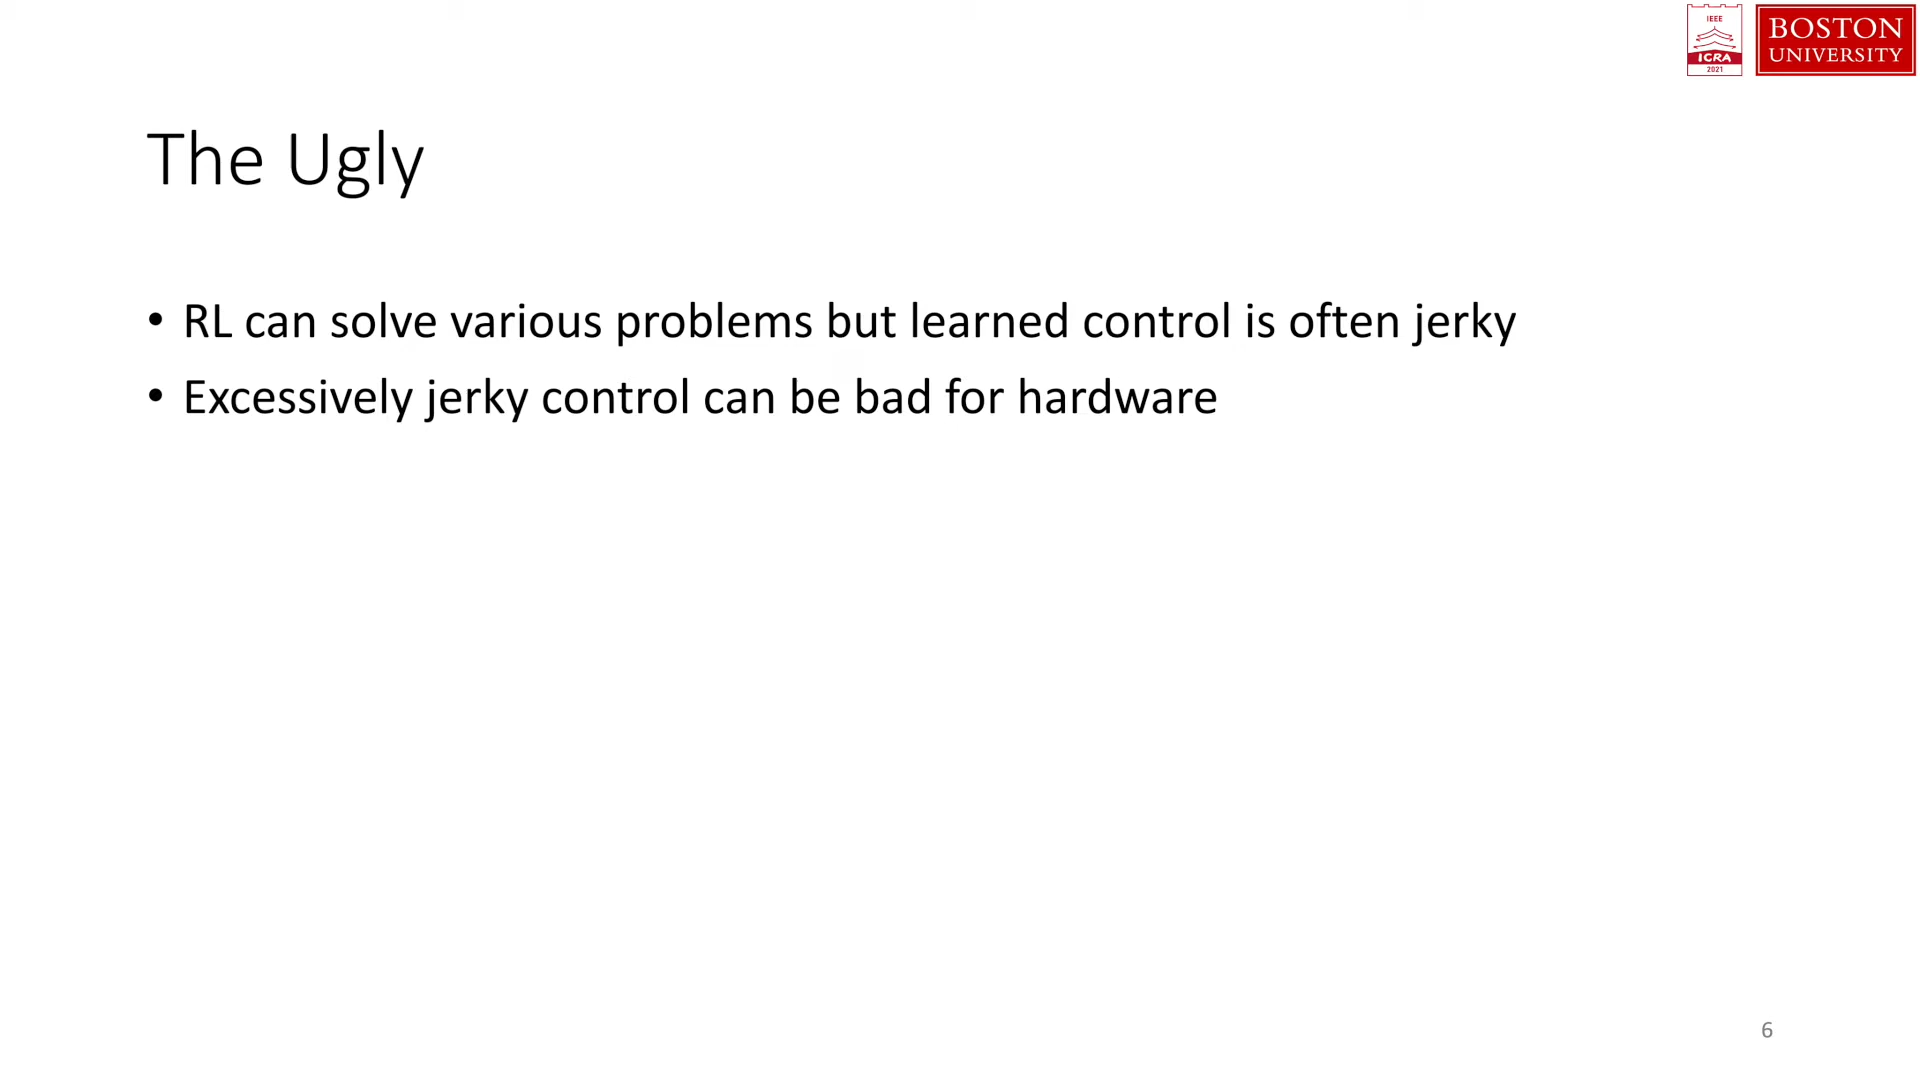 IEEE
ICRA
2021
BOSTON
UNIVERSITY
The Ugly
• RL can solve various problems but learned control is often jerky
• Excessively jerky control can be bad for hardware
6